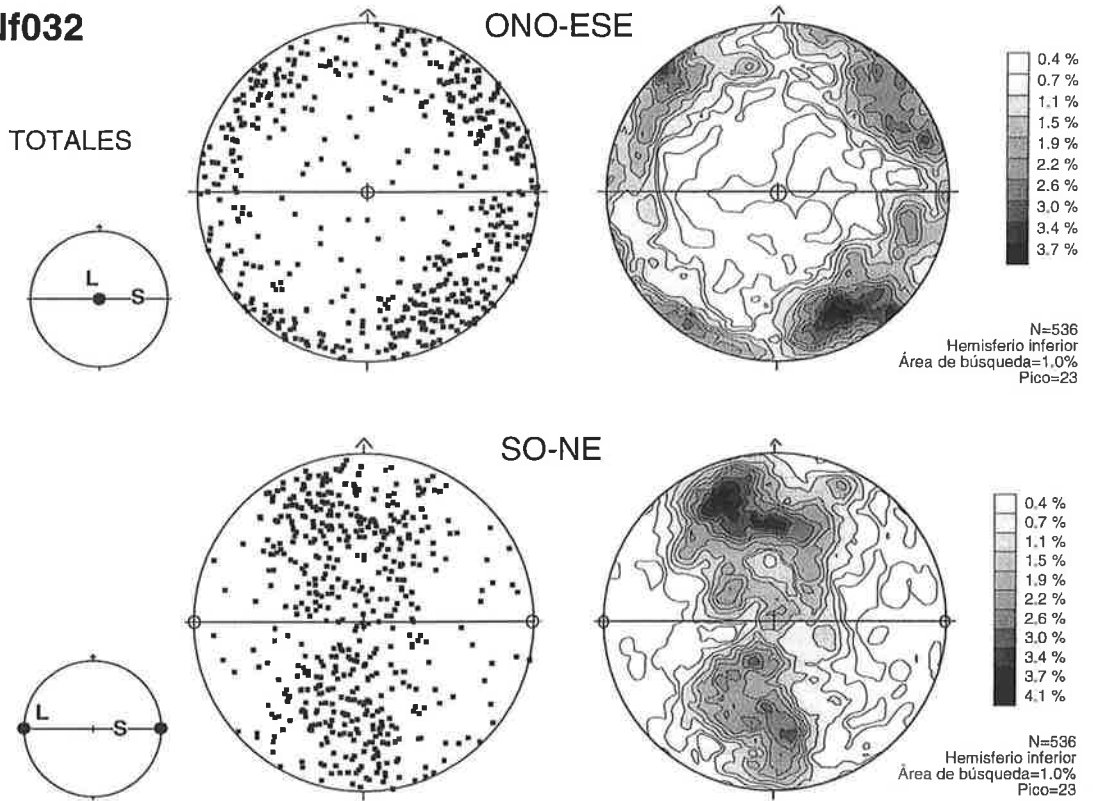 Nf032
ONO-ESE
TOTALES
L
S
0.4 %
0.7 %
1.1 %
1.5 %
1.9 %
2.2 %
2.6 %
3.0 %
3.4 %
3.7 %
N=536
Hemisferio inferior
Área de búsqueda=1.0%
Pico=23
SO-NE
L
S
0.4 %
0.7 %
1.1 %
1.5 %
1.9 %
2.2 %
2.6 %
3.0 %
3.4 %
3.7 %
4.1 %
N=536
Hemisferio inferior
Área de búsqueda=1.0%
Pico=23